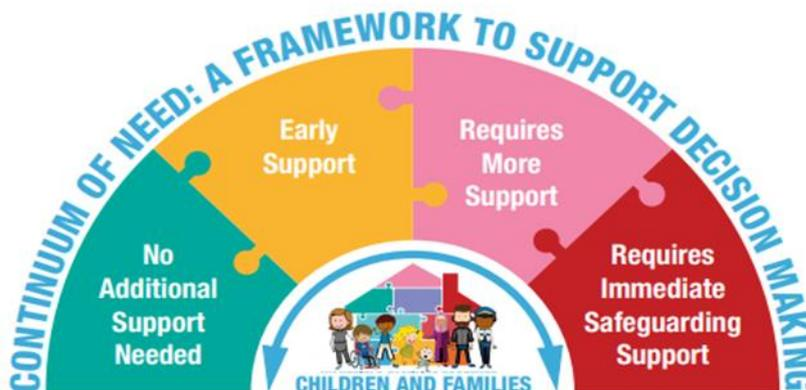 CONTINUUM OF NEED: A FRAMEWORK TO SUPPORT DECISION MAKING
No
Additional
Support
Needed
Early
Support
Requires
More
Support
Requires
Immediate
Safeguarding
Support
CHILDREN AND FAMILIES